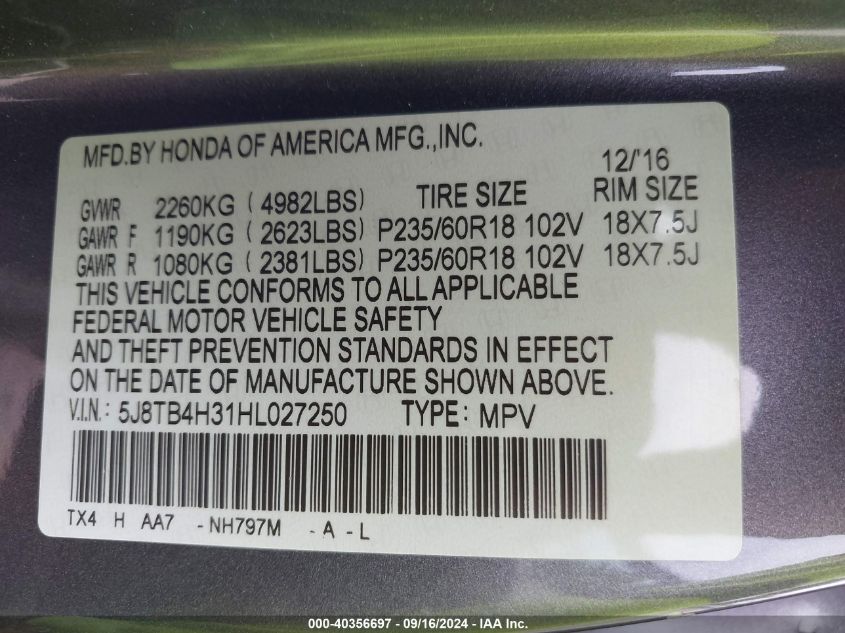 MFD.BY HONDA OF AMERICA MFG.,INC.
12/'16
GVWR 2260KG ( 4982LBS) TIRE SIZE RIM SIZE
GAWR F 1190KG ( 2623LBS) P235/60R18 102V 18X7.5J
GAWR R 1080KG ( 2381LBS) P235/60R18 102V 18X7.5J
THIS VEHICLE CONFORMS TO ALL APPLICABLE
FEDERAL MOTOR VEHICLE SAFETY
AND THEFT PREVENTION STANDARDS IN EFFECT
ON THE DATE OF MANUFACTURE SHOWN ABOVE.
V.I.N.: 5J8TB4H31HL027250 TYPE: MPV
TX4 H AA7 -NH797M -A -L
000-40356697 - 09/16/2024 - IAA Inc.